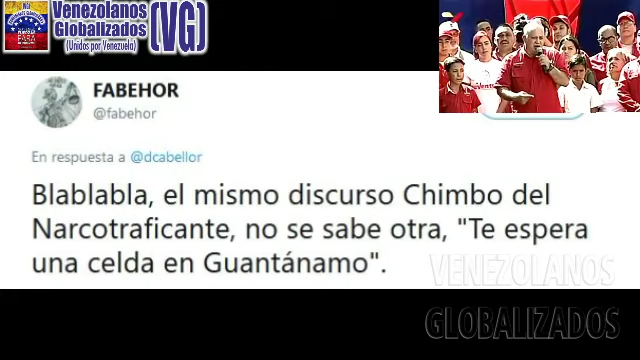 Venezolanos
Globalizados
(Unidos por Venezuela)
(VG)
FABEHOR
@fabehor
En respuesta a @dcabellor
Blablabla, el mismo discurso Chimbo del
Narcotraficante, no se sabe otra, "Te espera
una celda en Guantánamo".
VENEZOLANOS
GLOBALIZADOS